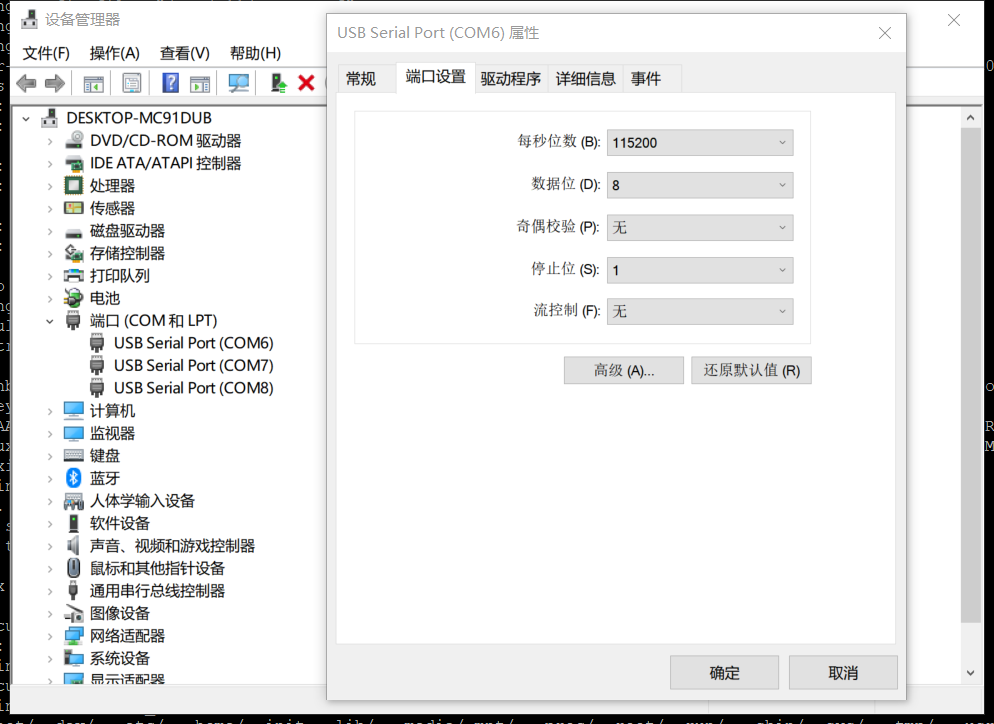 设备管理器
文件(F) 操作(A) 查看(V) 帮助(H)
DESKTOP-MC91DUB
DVD/CD-ROM 驱动器
IDE ATA/ATAPI 控制器
处理器
传感器
磁盘驱动器
存储控制器
打印队列
电池
端口 (COM 和 LPT)
USB Serial Port (COM6)
USB Serial Port (COM7)
USB Serial Port (COM8)
计算机
监视器
键盘
蓝牙
人体学输入设备
软件设备
声音、视频和游戏控制器
鼠标和其他指针设备
通用串行总线控制器
图像设备
网络适配器
系统设备
显示适配器
USB Serial Port (COM6) 属性
常规 端口设置 驱动程序 详细信息 事件
每秒位数 (B): 115200
数据位 (D): 8
奇偶校验 (P): 无
停止位 (S): 1
流控制 (F): 无
高级 (A)... 还原默认值 (R)
确定 取消